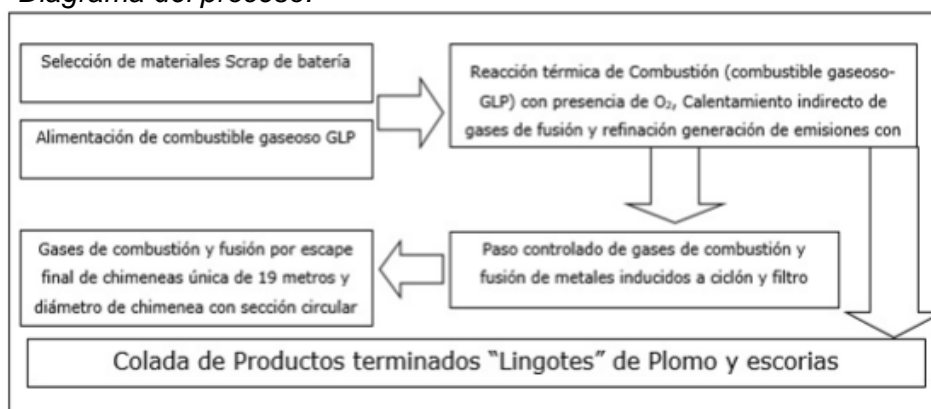 Diagrama del proceso:
Selección de materiales Scrap de batería
Alimentación de combustible gaseoso GLP
Reacción térmica de Combustión (combustible gaseoso-
GLP) con presencia de O₂, Calentamiento indirecto de
gases de fusión y refinación generación de emisiones con
Gases de combustión y fusión por escape
final de chimeneas única de 19 metros y
diámetro de chimenea con sección circular
Paso controlado de gases de combustión y
fusión de metales inducidos a ciclón y filtro
Colada de Productos terminados "Lingotes" de Plomo y escorias